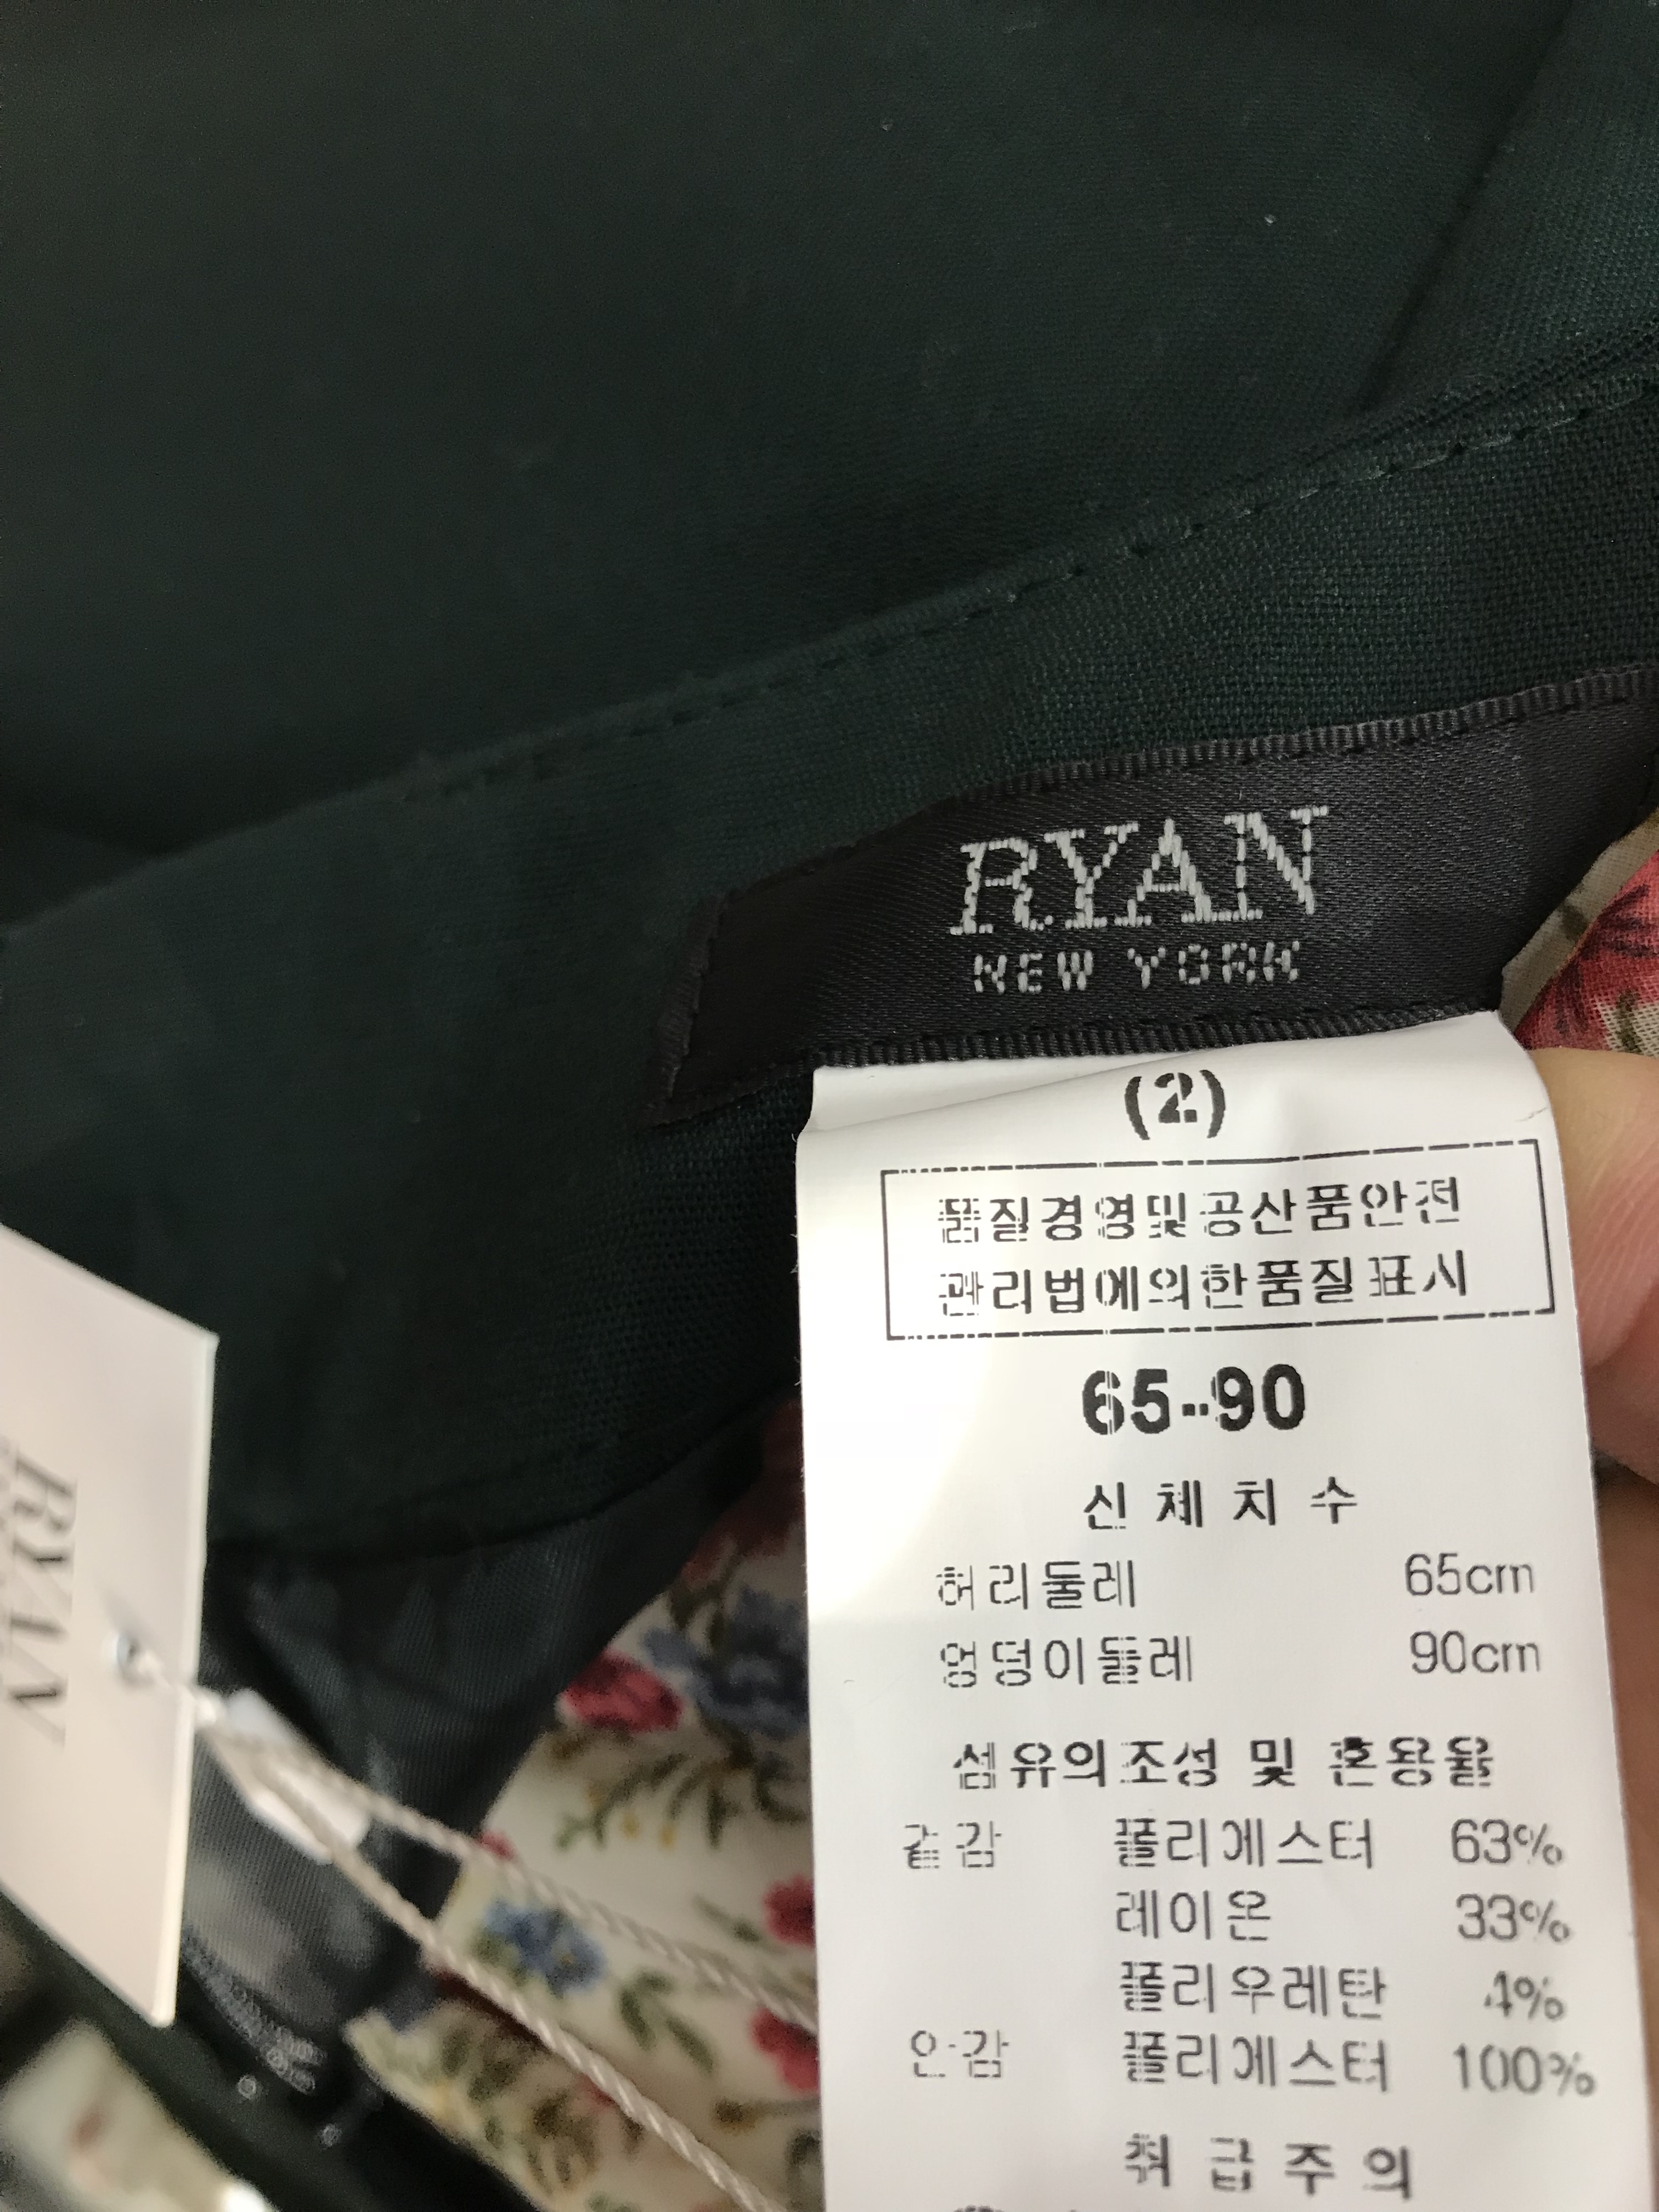 RYAN
NEW YORK
(2)
품질경영및공산품안전
관리법에의한품질표시
65-90
신체치수
허리둘레 65cm
엉덩이둘레 90cm
섬유의조성 및 혼용율
겉감 폴리에스터 63%
레이온 33%
폴리우레탄 4%
안감 폴리에스터 100%
취급주의
RYAN